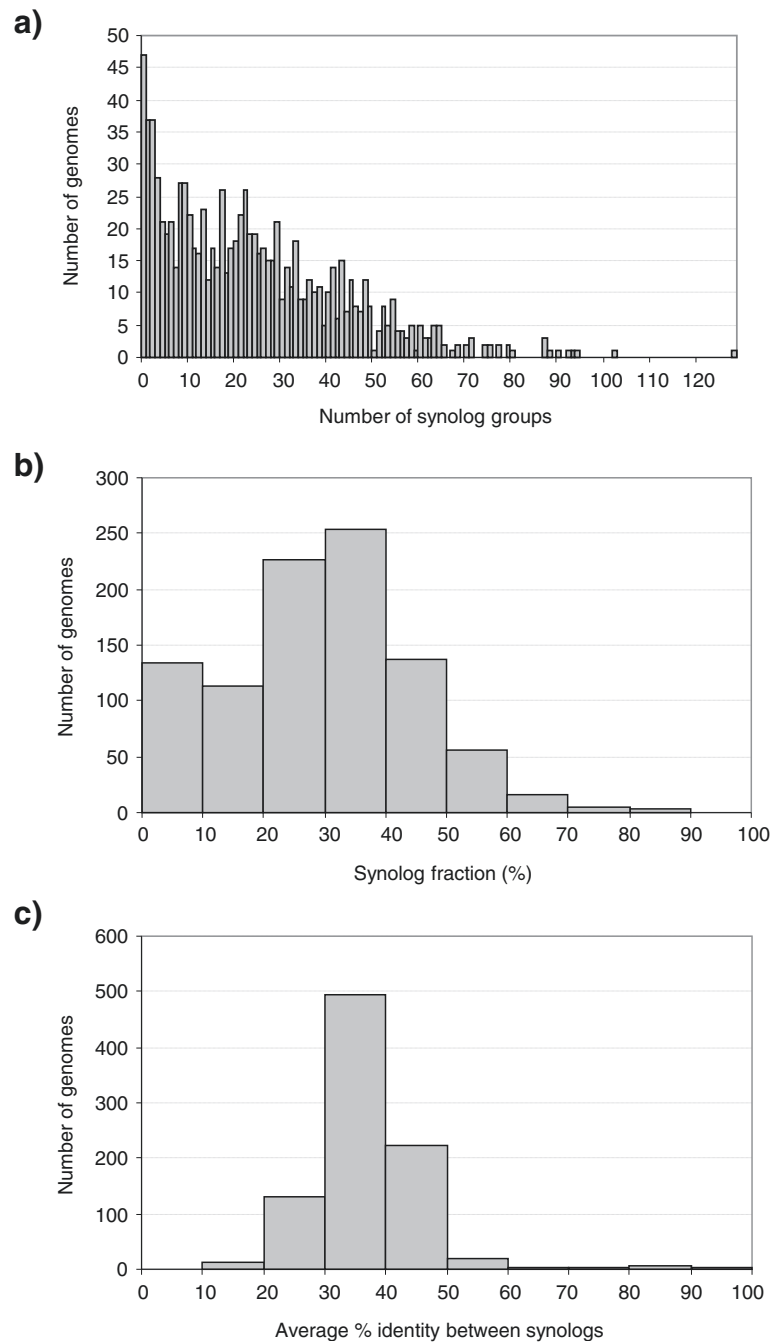 a)
50
45
40
35
30
25
20
15
10
5
0
Number of genomes
0 10 20 30 40 50 60 70 80 90 100 110 120
Number of synolog groups
b)
300
250
200
150
100
50
0
Number of genomes
0 10 20 30 40 50 60 70 80 90 100
Synolog fraction (%)
c)
600
500
400
300
200
100
0
Number of genomes
0 10 20 30 40 50 60 70 80 90 100
Average % identity between synologs